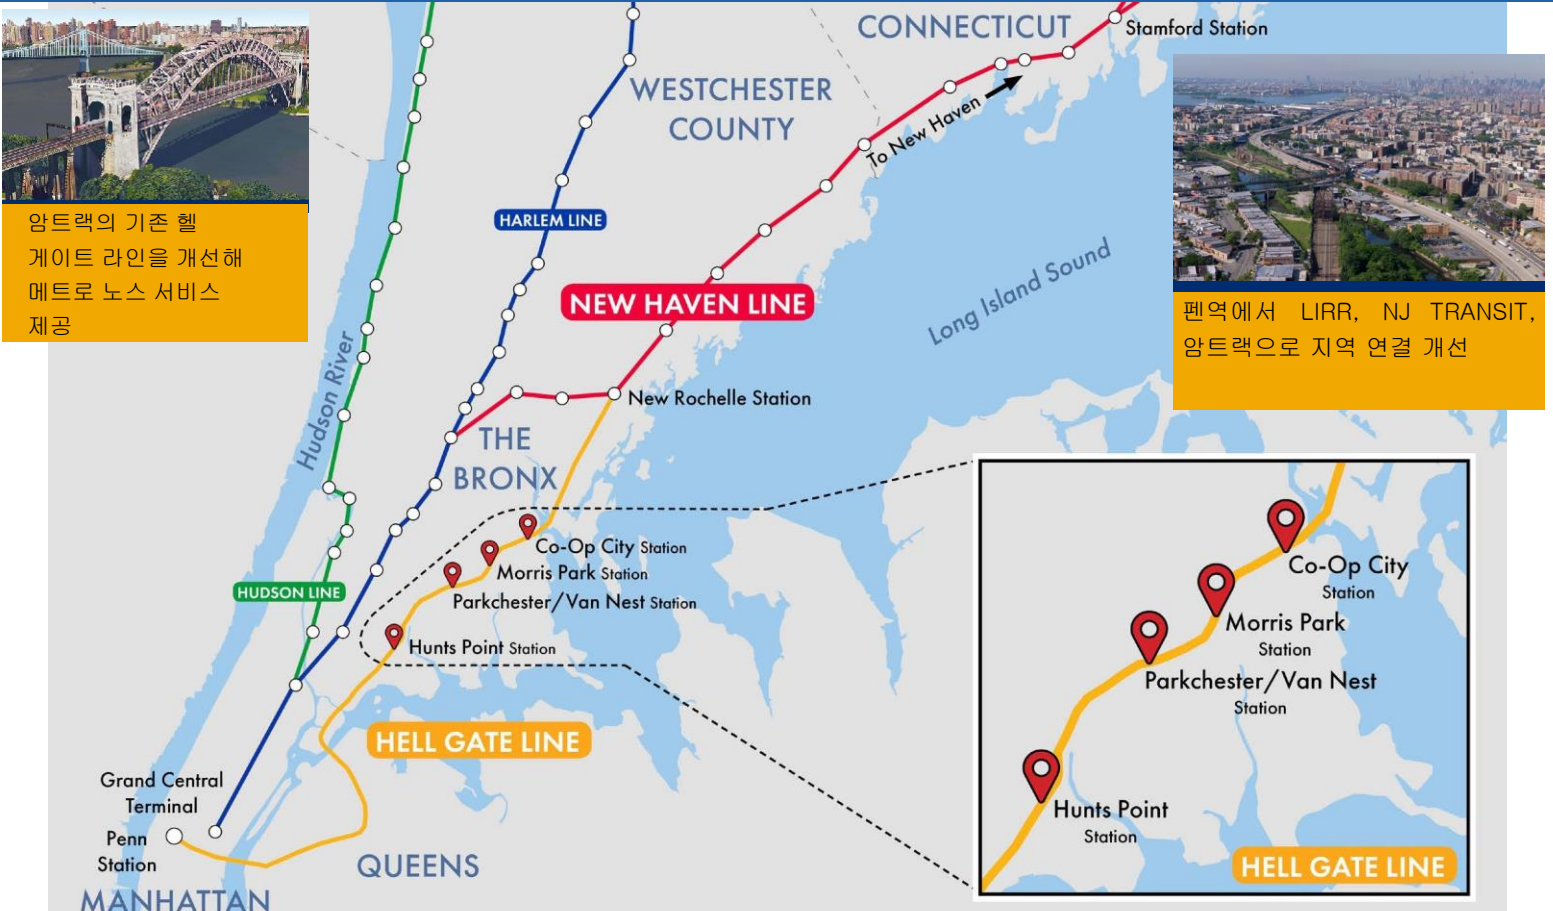 CONNECTICUT
Stamford Station
WESTCHESTER
COUNTY
To New Haven
암트랙의 기존 헬
게이트 라인을 개선해
메트로 노스 서비스
제공
HARLEM LINE
NEW HAVEN LINE
Long Island Sound
펜역에서 LIRR, NJ TRANSIT,
암트랙으로 지역 연결 개선
Hudson River
New Rochelle Station
THE
BRONX
Co-Op City Station
Morris Park Station
Parkchester/Van Nest Station
Hunts Point Station
HUDSON LINE
HELL GATE LINE
Grand Central
Terminal
Penn
Station
QUEENS
MANHATTAN
Co-Op City
Station
Morris Park
Station
Parkchester/Van Nest
Station
Hunts Point
Station
HELL GATE LINE